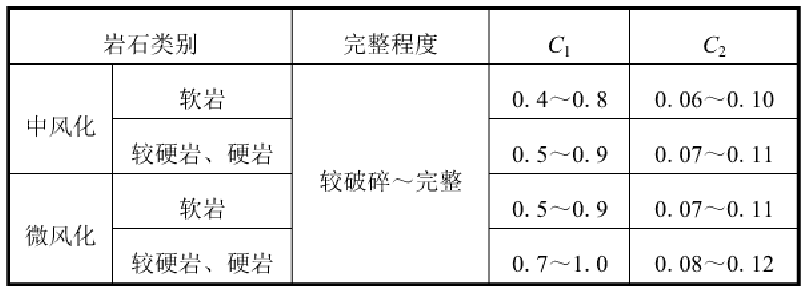 岩石类别 完整程度 C1 C2
中风化 软岩 较破碎～完整 0.4～0.8 0.06～0.10
较硬岩、硬岩 0.5～0.9 0.07～0.11
微风化 软岩 0.5～0.9 0.07～0.11
较硬岩、硬岩 0.7～1.0 0.08～0.12